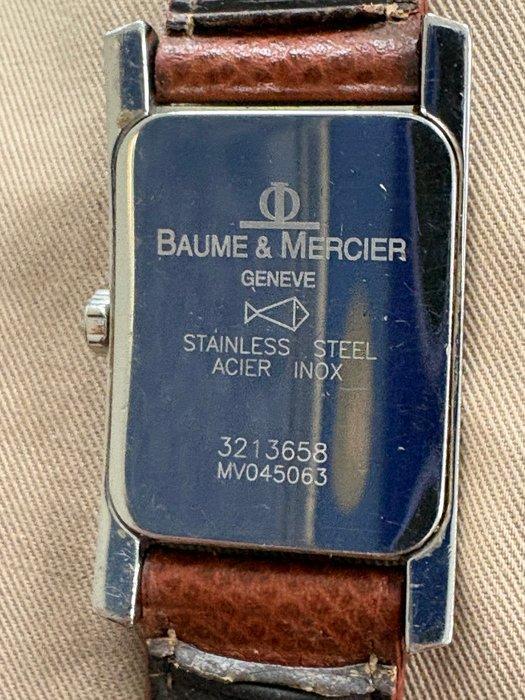 BAUME & MERCIER
GENEVE
STAINLESS STEEL
ACIER INOX
3213658
MV045063